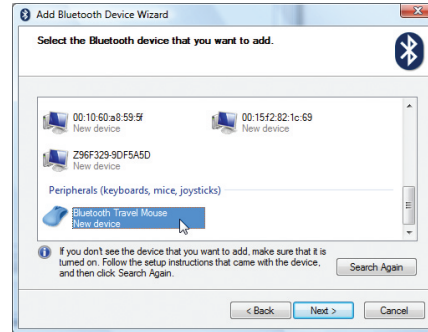 Add Bluetooth Device Wizard
Select the Bluetooth device that you want to add.
00:10:60:a8:59:5f
New device
00:15:f2:82:1c:69
New device
Z96F329-9DF5A5D
New device
Peripherals (keyboards, mice, joysticks)
Bluetooth Travel Mouse
New device
If you don't see the device that you want to add, make sure that it is
turned on. Follow the setup instructions that came with the device,
and then click Search Again.
Search Again
< Back
Next >
Cancel